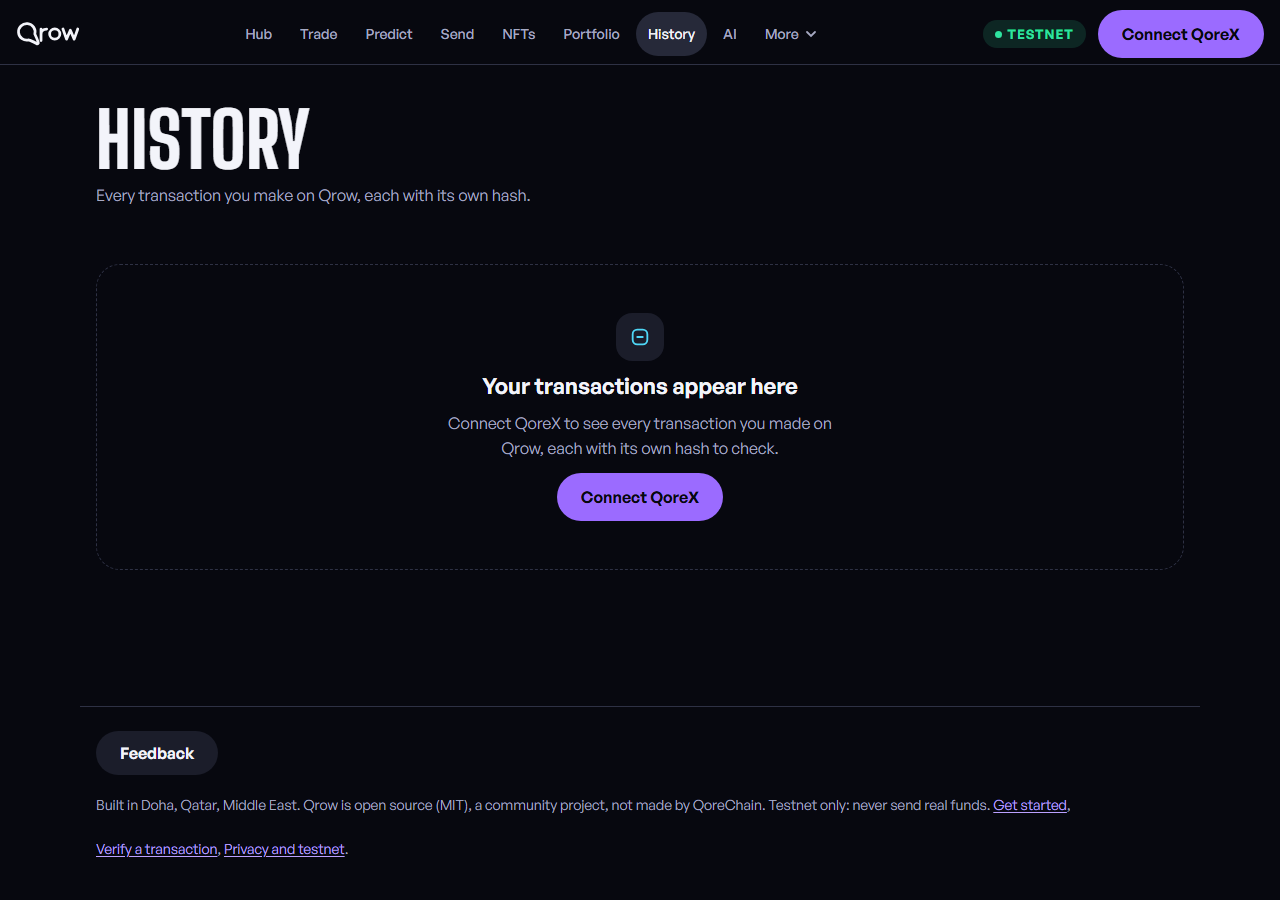 Qrow
Hub Trade Predict Send NFTs Portfolio History AI More TESTNET Connect QoreX
HISTORY
Every transaction you make on Qrow, each with its own hash.
Your transactions appear here
Connect QoreX to see every transaction you made on
Qrow, each with its own hash to check.
Connect QoreX
Feedback
Built in Doha, Qatar, Middle East. Qrow is open source (MIT), a community project, not made by QoreChain. Testnet only: never send real funds. Get started,
Verify a transaction, Privacy and testnet.